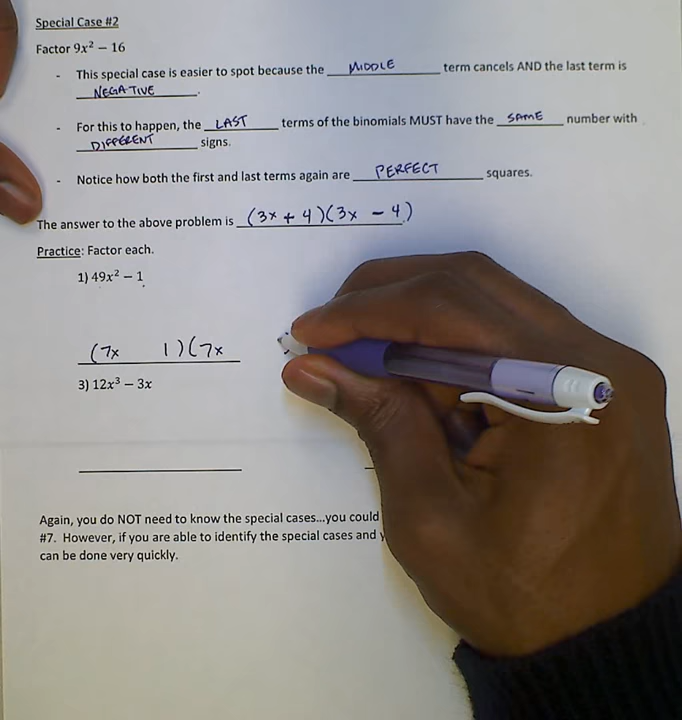 Special Case #2
Factor 9x² – 16
- This special case is easier to spot because the MIDDLE term cancels AND the last term is
NEGATIVE.
- For this to happen, the LAST terms of the binomials MUST have the SAME number with
DIFFERENT signs.
- Notice how both the first and last terms again are PERFECT squares.
The answer to the above problem is (3x + 4)(3x – 4).
Practice: Factor each.
1) 49x² – 1
(7x 1)(7x
3) 12x³ – 3x
Again, you do NOT need to know the special cases...you could
#7. However, if you are able to identify the special cases and
can be done very quickly.